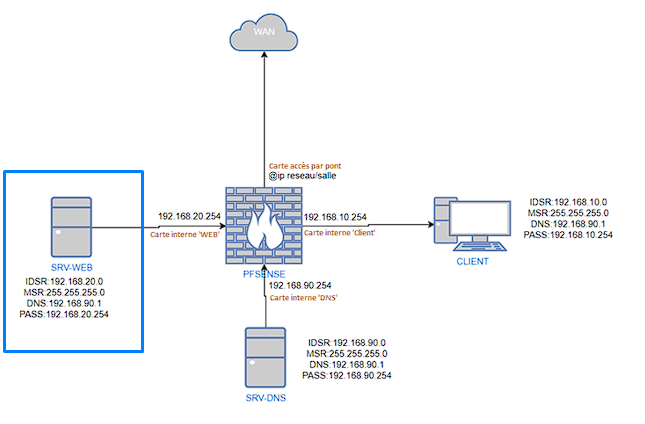 WAN
Carte accès par pont
@ip reseau/salle
192.168.20.254
Carte interne 'WEB'
192.168.10.254
Carte interne 'Client'
PFSENSE
192.168.90.254
Carte interne 'DNS'
SRV-WEB
IDSR:192.168.20.0
MSR:255.255.255.0
DNS:192.168.90.1
PASS:192.168.20.254
IDSR:192.168.10.0
MSR:255.255.255.0
DNS:192.168.90.1
PASS:192.168.10.254
CLIENT
IDSR:192.168.90.0
MSR:255.255.255.0
DNS:192.168.90.1
PASS:192.168.90.254
SRV-DNS